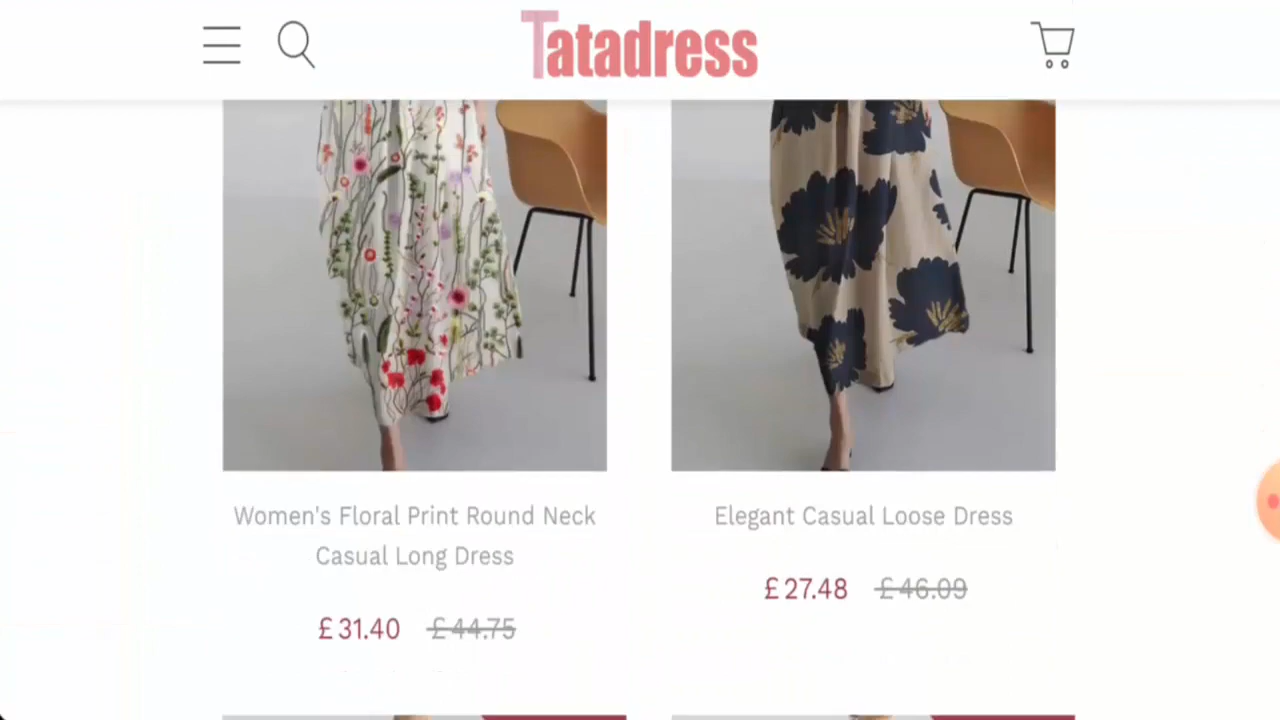 Tatadress
Women's Floral Print Round Neck
Casual Long Dress
£31.40 £44.75
Elegant Casual Loose Dress
£27.48 £46.09